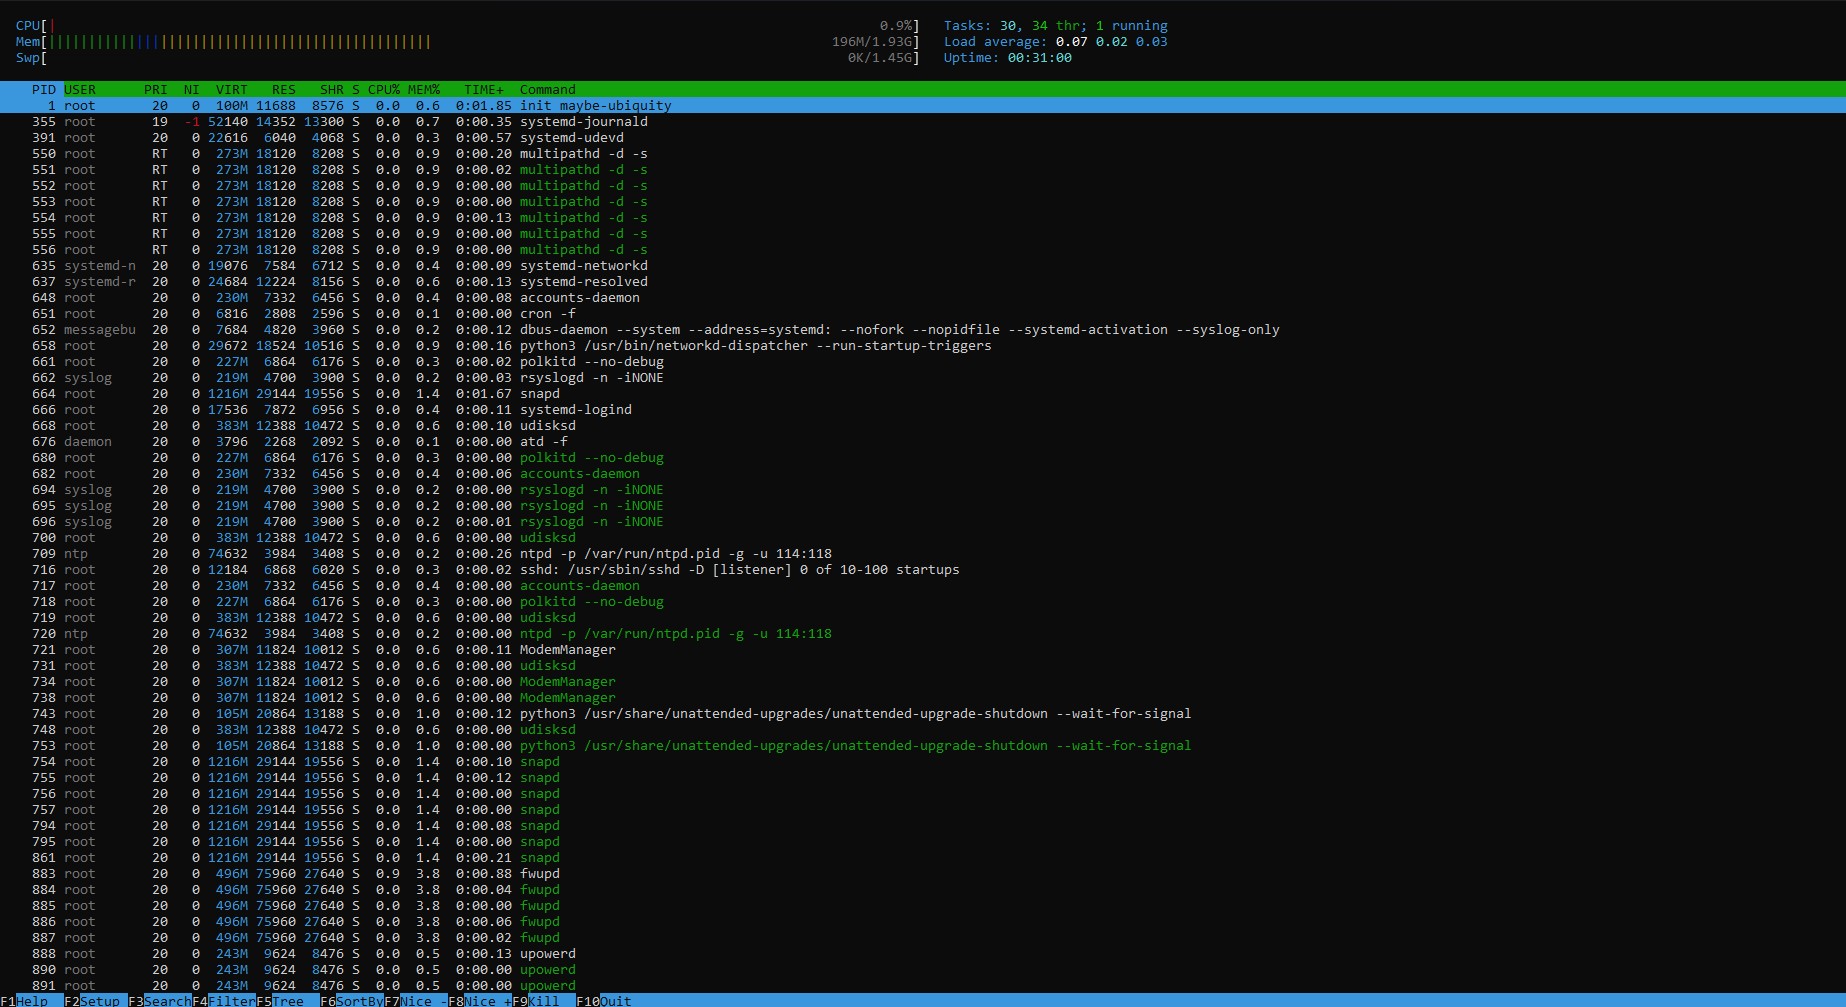 CPU[| 0.9%] Tasks: 30, 34 thr; 1 running
Mem[||||||||||||||||||||||||||||||||||||||||||||||||196M/1.93G] Load average: 0.07 0.02 0.03
Swp[ 0K/1.45G] Uptime: 00:31:00
PID USER PRI NI VIRT RES SHR S CPU% MEM% TIME+ Command
1 root 20 0 100M 11688 8576 S 0.0 0.6 0:01.85 init maybe-ubiquity
355 root 19 -1 52140 14352 13300 S 0.0 0.7 0:00.35 systemd-journald
391 root 20 0 22616 6040 4068 S 0.0 0.3 0:00.57 systemd-udevd
550 root RT 0 273M 18120 8208 S 0.0 0.9 0:00.20 multipathd -d -s
551 root RT 0 273M 18120 8208 S 0.0 0.9 0:00.02 multipathd -d -s
552 root RT 0 273M 18120 8208 S 0.0 0.9 0:00.00 multipathd -d -s
553 root RT 0 273M 18120 8208 S 0.0 0.9 0:00.00 multipathd -d -s
554 root RT 0 273M 18120 8208 S 0.0 0.9 0:00.13 multipathd -d -s
555 root RT 0 273M 18120 8208 S 0.0 0.9 0:00.00 multipathd -d -s
556 root RT 0 273M 18120 8208 S 0.0 0.9 0:00.00 multipathd -d -s
635 systemd-n 20 0 19076 7584 6712 S 0.0 0.4 0:00.09 systemd-networkd
637 systemd-r 20 0 24684 12224 8156 S 0.0 0.6 0:00.13 systemd-resolved
648 root 20 0 230M 7332 6456 S 0.0 0.4 0:00.08 accounts-daemon
651 root 20 0 6816 2808 2596 S 0.0 0.1 0:00.00 cron -f
652 messagebu 20 0 7684 4820 3960 S 0.0 0.2 0:00.12 dbus-daemon --system --address=systemd: --nofork --nopidfile --systemd-activation --syslog-only
658 root 20 0 29672 18524 10516 S 0.0 0.9 0:00.16 python3 /usr/bin/networkd-dispatcher --run-startup-triggers
661 root 20 0 227M 6864 6176 S 0.0 0.3 0:00.02 polkitd --no-debug
662 syslog 20 0 219M 4700 3900 S 0.0 0.2 0:00.03 rsyslogd -n -iNONE
664 root 20 0 1216M 29144 19556 S 0.0 1.4 0:01.67 snapd
666 root 20 0 17536 7872 6956 S 0.0 0.4 0:00.11 systemd-logind
668 root 20 0 383M 12388 10472 S 0.0 0.6 0:00.10 udisksd
676 daemon 20 0 3796 2268 2092 S 0.0 0.1 0:00.00 atd -f
680 root 20 0 227M 6864 6176 S 0.0 0.3 0:00.00 polkitd --no-debug
682 root 20 0 230M 7332 6456 S 0.0 0.4 0:00.06 accounts-daemon
694 syslog 20 0 219M 4700 3900 S 0.0 0.2 0:00.00 rsyslogd -n -iNONE
695 syslog 20 0 219M 4700 3900 S 0.0 0.2 0:00.00 rsyslogd -n -iNONE
696 syslog 20 0 219M 4700 3900 S 0.0 0.2 0:00.01 rsyslogd -n -iNONE
700 root 20 0 383M 12388 10472 S 0.0 0.6 0:00.00 udisksd
709 ntp 20 0 74632 3984 3408 S 0.0 0.2 0:00.26 ntpd -p /var/run/ntpd.pid -g -u 114:118
716 root 20 0 12184 6868 6020 S 0.0 0.3 0:00.02 sshd: /usr/sbin/sshd -D [listener] 0 of 10-100 startups
717 root 20 0 230M 7332 6456 S 0.0 0.4 0:00.00 accounts-daemon
718 root 20 0 227M 6864 6176 S 0.0 0.3 0:00.00 polkitd --no-debug
719 root 20 0 383M 12388 10472 S 0.0 0.6 0:00.00 udisksd
720 ntp 20 0 74632 3984 3408 S 0.0 0.2 0:00.00 ntpd -p /var/run/ntpd.pid -g -u 114:118
721 root 20 0 307M 11824 10012 S 0.0 0.6 0:00.11 ModemManager
731 root 20 0 383M 12388 10472 S 0.0 0.6 0:00.00 udisksd
734 root 20 0 307M 11824 10012 S 0.0 0.6 0:00.00 ModemManager
738 root 20 0 307M 11824 10012 S 0.0 0.6 0:00.00 ModemManager
743 root 20 0 105M 20864 13188 S 0.0 1.0 0:00.12 python3 /usr/share/unattended-upgrades/unattended-upgrade-shutdown --wait-for-signal
748 root 20 0 383M 12388 10472 S 0.0 0.6 0:00.00 udisksd
753 root 20 0 105M 20864 13188 S 0.0 1.0 0:00.00 python3 /usr/share/unattended-upgrades/unattended-upgrade-shutdown --wait-for-signal
754 root 20 0 1216M 29144 19556 S 0.0 1.4 0:00.10 snapd
755 root 20 0 1216M 29144 19556 S 0.0 1.4 0:00.12 snapd
756 root 20 0 1216M 29144 19556 S 0.0 1.4 0:00.00 snapd
757 root 20 0 1216M 29144 19556 S 0.0 1.4 0:00.00 snapd
794 root 20 0 1216M 29144 19556 S 0.0 1.4 0:00.08 snapd
795 root 20 0 1216M 29144 19556 S 0.0 1.4 0:00.00 snapd
861 root 20 0 1216M 29144 19556 S 0.0 1.4 0:00.21 snapd
883 root 20 0 496M 75960 27640 S 0.9 3.8 0:00.88 fwupd
884 root 20 0 496M 75960 27640 S 0.0 3.8 0:00.04 fwupd
885 root 20 0 496M 75960 27640 S 0.0 3.8 0:00.00 fwupd
886 root 20 0 496M 75960 27640 S 0.0 3.8 0:00.06 fwupd
887 root 20 0 496M 75960 27640 S 0.0 3.8 0:00.02 fwupd
888 root 20 0 243M 9624 8476 S 0.0 0.5 0:00.13 upowerd
890 root 20 0 243M 9624 8476 S 0.0 0.5 0:00.00 upowerd
891 root 20 0 243M 9624 8476 S 0.0 0.5 0:00.00 upowerd
F1Help F2Setup F3SearchF4FilterF5Tree F6SortByF7Nice -F8Nice +F9Kill F10Quit